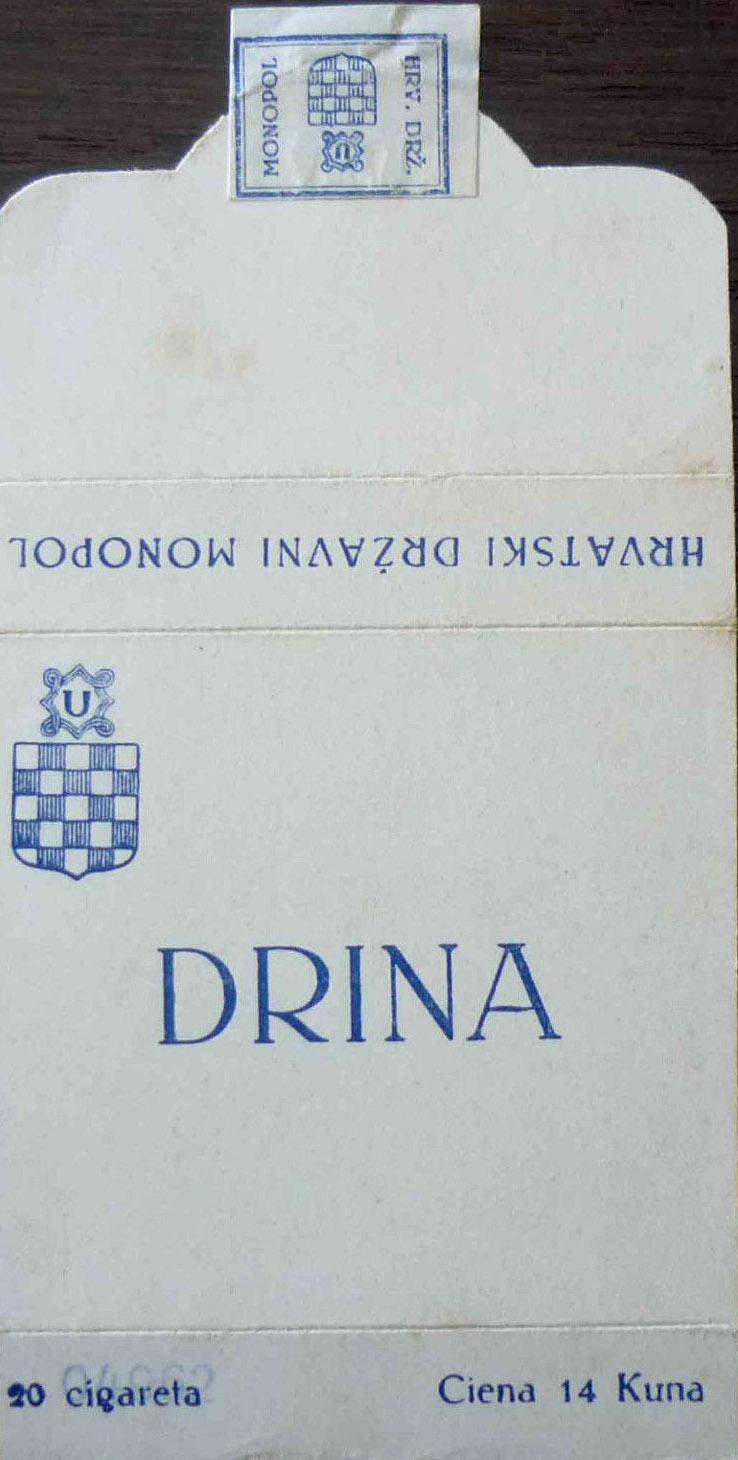 HRV. DRŽ.
MONOPOL
U
HRVATSKI DRŽAVNI MONOPOL
U
DRINA
20 cigareta
Ciena 14 Kuna